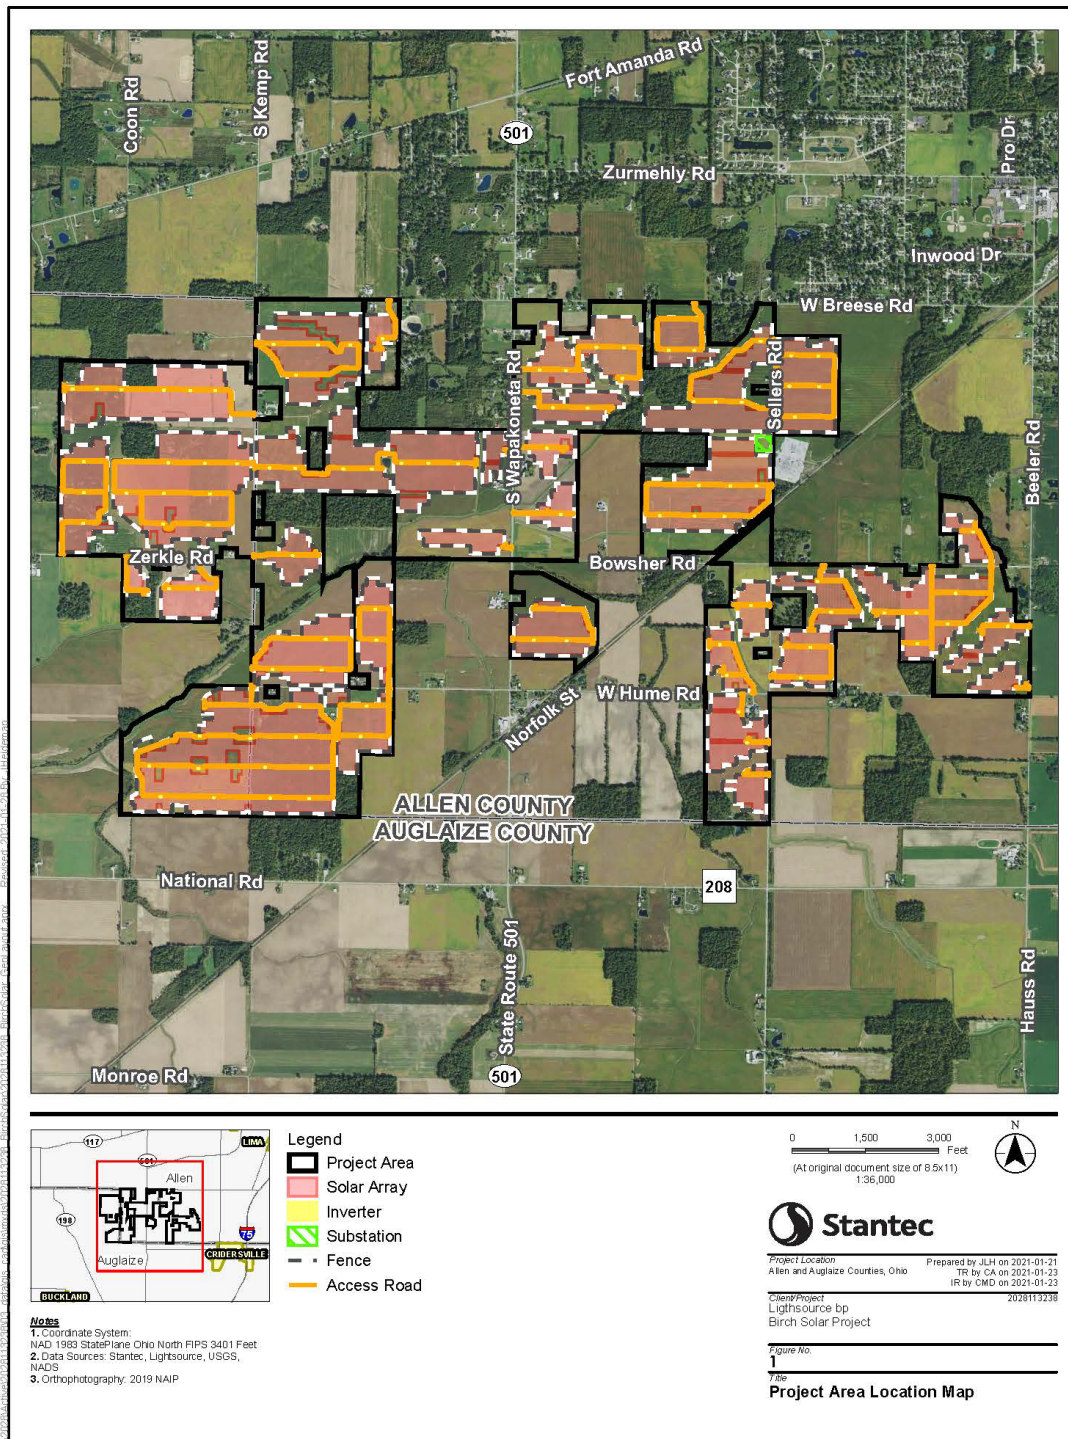 Fort Amanda Rd
S Kemp Rd
Coon Rd
501
Pro Dr
Zurmehly Rd
Inwood Dr
W Breese Rd
S Wapakoneta Rd
Sellers Rd
Beeler Rd
Zerkle Rd
Bowsher Rd
W Hume Rd
Norfolk St
ALLEN COUNTY
AUGLAIZE COUNTY
National Rd
208
State Route 501
Hauss Rd
Monroe Rd
501
117
LIMA
501
Allen
198
75
Auglaize
CRIDERSVILLE
BUCKLAND
Legend
Project Area
Solar Array
Inverter
Substation
Fence
Access Road
0 1,500 3,000
Feet
(At original document size of 8.5x11)
1:36,000
N
Stantec
Project Location
Allen and Auglaize Counties, Ohio
Prepared by JLH on 2021-01-21
TR by CA on 2021-01-23
IR by CMD on 2021-01-23
Client/Project
2028113238
Ligthsource bp
Birch Solar Project
Figure No.
1
Title
Project Area Location Map
Notes
1. Coordinate System:
NAD 1983 StatePlane Ohio North FIPS 3401 Feet
2. Data Sources: Stantec, Lightsource, USGS,
NADS
3. Orthophotography: 2019 NAIP